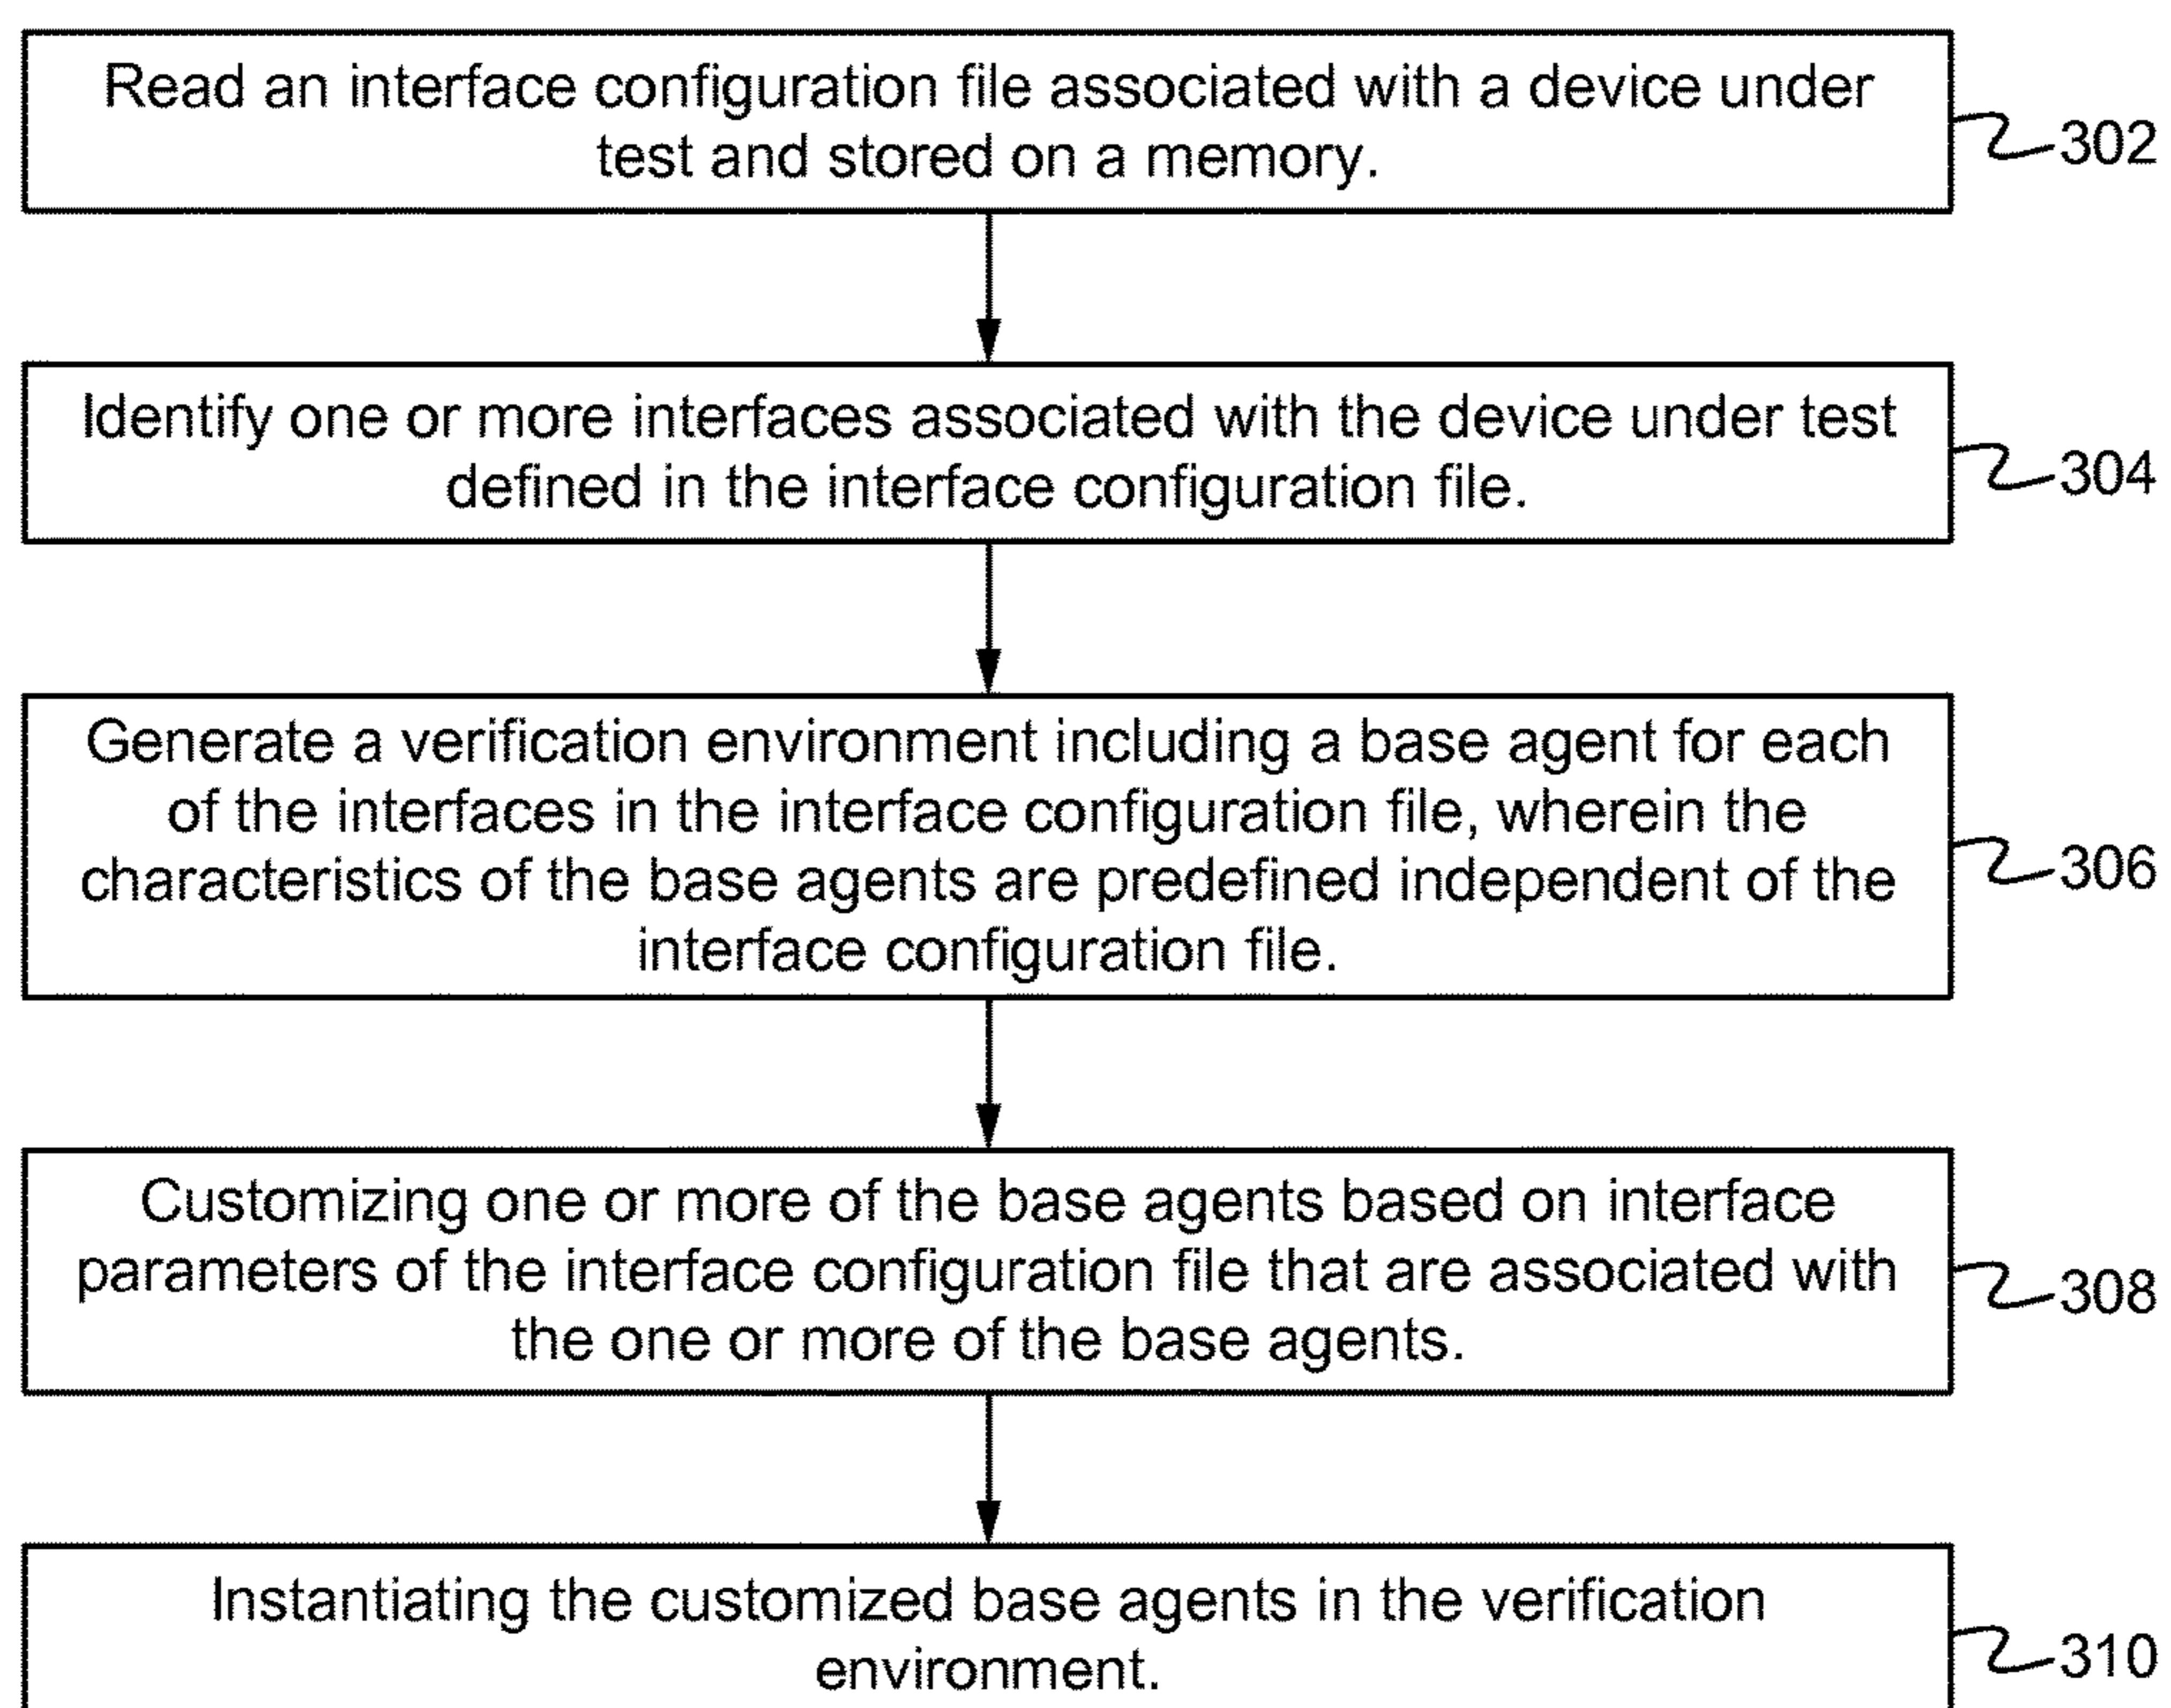 Read an interface configuration file associated with a device under
test and stored on a memory.
302
Identify one or more interfaces associated with the device under test
defined in the interface configuration file.
304
Generate a verification environment including a base agent for each
of the interfaces in the interface configuration file, wherein the
characteristics of the base agents are predefined independent of the
interface configuration file.
306
Customizing one or more of the base agents based on interface
parameters of the interface configuration file that are associated with
the one or more of the base agents.
308
Instantiating the customized base agents in the verification
environment.
310